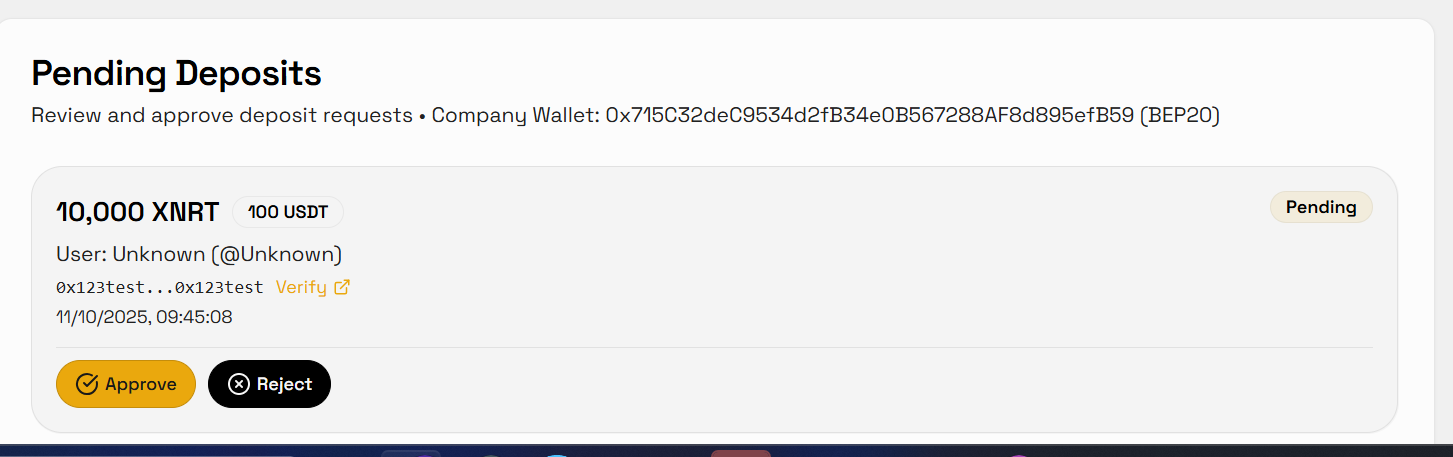 Pending Deposits
Review and approve deposit requests • Company Wallet: 0x715C32deC9534d2fB34e0B567288AF8d895efB59 (BEP20)
10,000 XNRT 100 USDT Pending
User: Unknown (@Unknown)
0x123test...0x123test Verify
11/10/2025, 09:45:08
Approve Reject